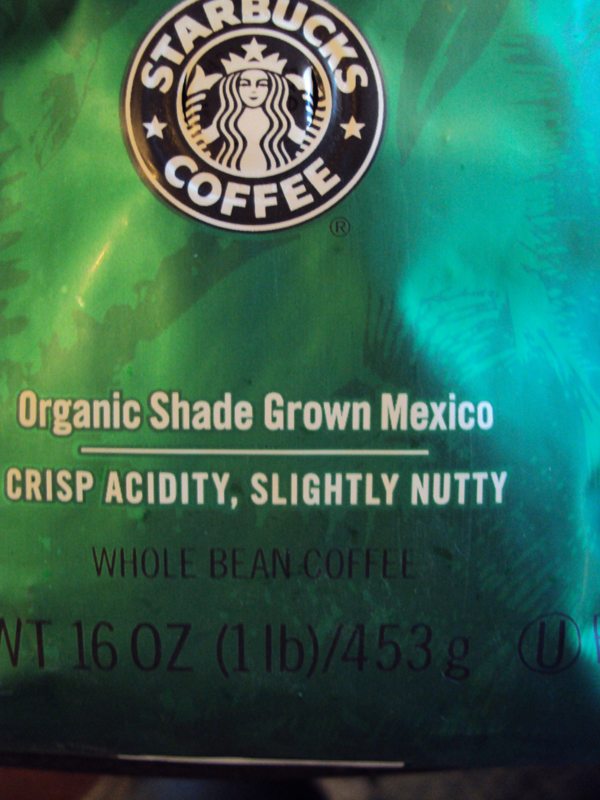 STARBUCKS
COFFEE
®
Organic Shade Grown Mexico
CRISP ACIDITY, SLIGHTLY NUTTY
WHOLE BEAN COFFEE
WT 16 OZ (1 lb)/453 g Ⓤ